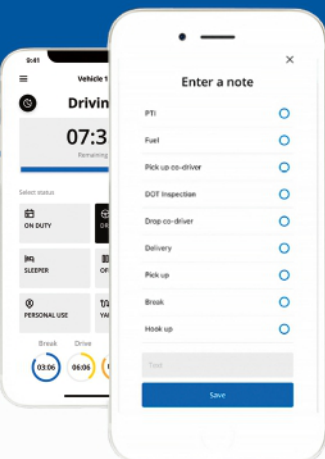 9:41
Vehicle 1
Drivin
07:3
Remaining
Select status
ON DUTY
DR
SLEEPER
OF
PERSONAL USE
YA
Break
Drive
03:06
06:06
Enter a note
PTI
Fuel
Pick up co-driver
DOT Inspection
Drop co-driver
Delivery
Pick up
Break
Hook up
Text
Save